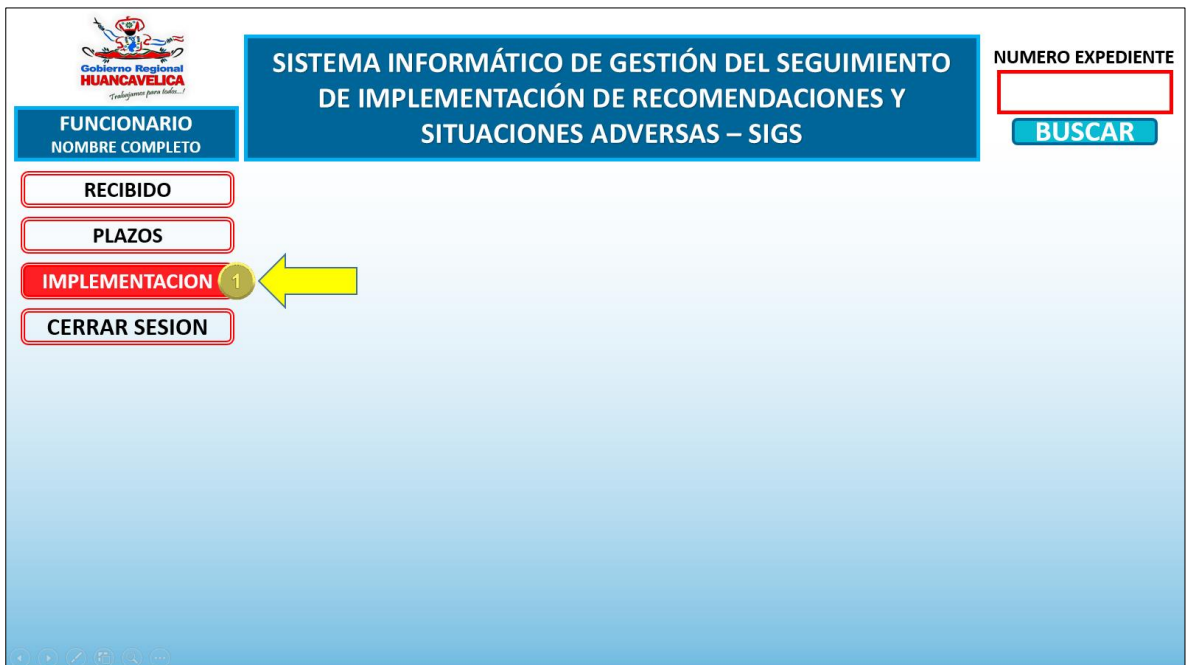 Gobierno Regional
HUANCAVELICA
Trabajamos para todos...!
FUNCIONARIO
NOMBRE COMPLETO
SISTEMA INFORMÁTICO DE GESTIÓN DEL SEGUIMIENTO
DE IMPLEMENTACIÓN DE RECOMENDACIONES Y
SITUACIONES ADVERSAS – SIGS
NUMERO EXPEDIENTE
BUSCAR
RECIBIDO
PLAZOS
IMPLEMENTACION 1
CERRAR SESION